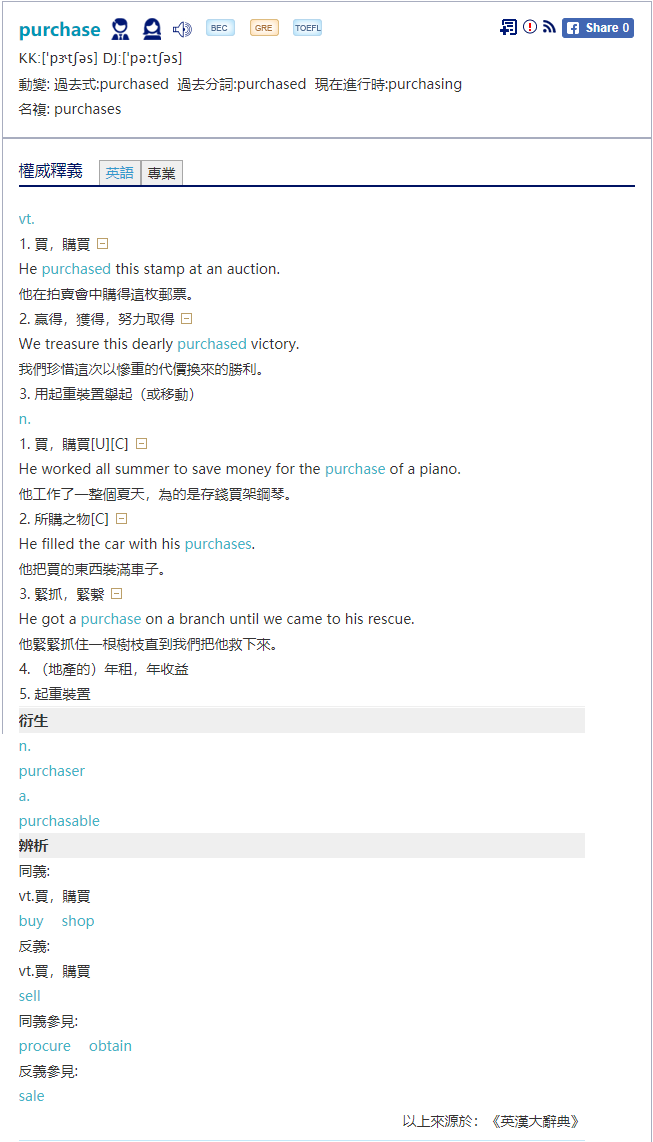 purchase BEC GRE TOEFL Share 0
KK:[ˈpɝtʃəs] DJ:[ˈpə:tʃəs]
動變: 過去式:purchased 過去分詞:purchased 現在進行時:purchasing
名複: purchases
權威釋義 英語 專業
vt.
1. 買，購買
He purchased this stamp at an auction.
他在拍賣會中購得這枚郵票。
2. 贏得，獲得，努力取得
We treasure this dearly purchased victory.
我們珍惜這次以慘重的代價換來的勝利。
3. 用起重裝置舉起（或移動）
n.
1. 買，購買[U][C]
He worked all summer to save money for the purchase of a piano.
他工作了一整個夏天，為的是存錢買架鋼琴。
2. 所購之物[C]
He filled the car with his purchases.
他把買的東西裝滿車子。
3. 緊抓，緊繫
He got a purchase on a branch until we came to his rescue.
他緊緊抓住一根樹枝直到我們把他救下來。
4. （地產的）年租，年收益
5. 起重裝置
衍生
n.
purchaser
a.
purchasable
辨析
同義:
vt.買，購買
buy shop
反義:
vt.買，購買
sell
同義參見:
procure obtain
反義參見:
sale
以上來源於：《英漢大辭典》